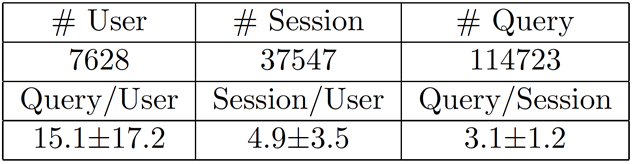 # User # Session # Query
7628 37547 114723
Query/User Session/User Query/Session
15.1±17.2 4.9±3.5 3.1±1.2